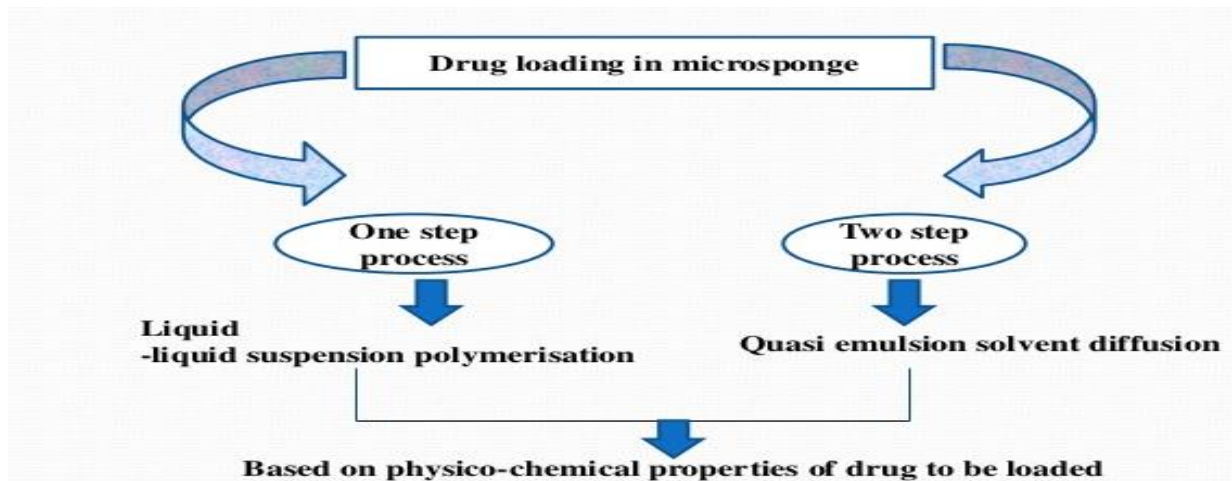 Drug loading in microsponge
One step
process
Two step
process
Liquid
-liquid suspension polymerisation
Quasi emulsion solvent diffusion
Based on physico-chemical properties of drug to be loaded